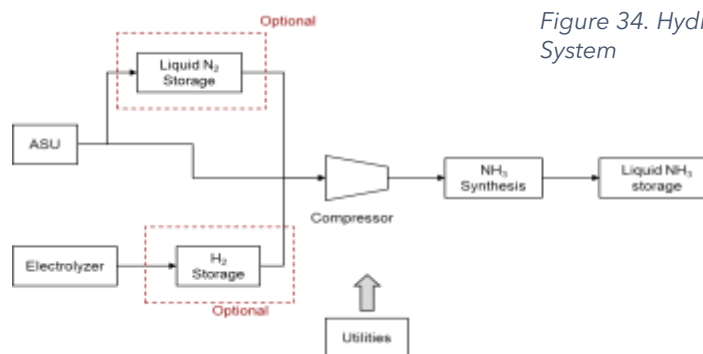 Optional
Figure 34. Hyd
System
Liquid N₂
Storage
ASU
NH₃
Synthesis
Liquid NH₃
storage
Compressor
Electrolyzer
H₂
Storage
Optional
Utilities